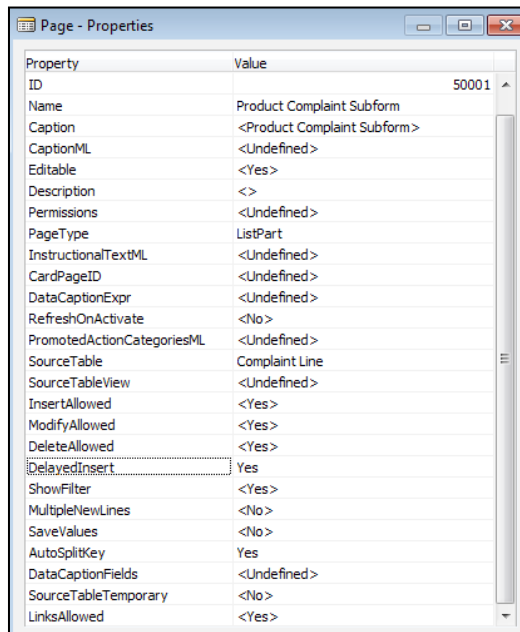 Page - Properties
Property Value
ID 50001
Name Product Complaint Subform
Caption <Product Complaint Subform>
CaptionML <Undefined>
Editable <Yes>
Description <>
Permissions <Undefined>
PageType ListPart
InstructionalTextML <Undefined>
CardPageID <Undefined>
DataCaptionExpr <Undefined>
RefreshOnActivate <No>
PromotedActionCategoriesML <Undefined>
SourceTable Complaint Line
SourceTableView <Undefined>
InsertAllowed <Yes>
ModifyAllowed <Yes>
DeleteAllowed <Yes>
DelayedInsert Yes
ShowFilter <Yes>
MultipleNewLines <No>
SaveValues <No>
AutoSplitKey Yes
DataCaptionFields <Undefined>
SourceTableTemporary <No>
LinksAllowed <Yes>